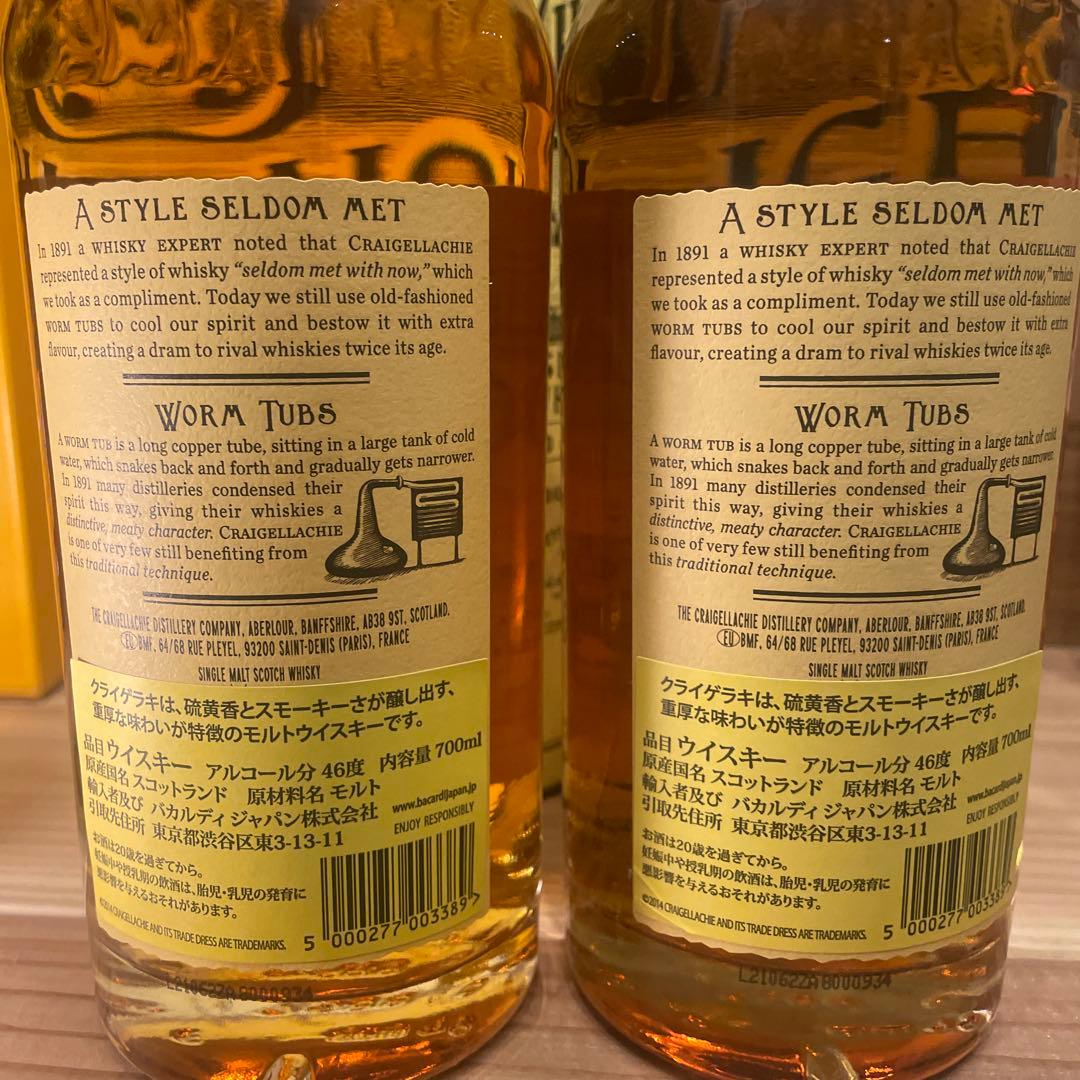 A STYLE SELDOM MET
In 1891 a WHISKY EXPERT noted that CRAIGELLACHIE
represented a style of whisky “seldom met with now,” which
we took as a compliment. Today we still use old-fashioned
WORM TUBS to cool our spirit and bestow it with extra
flavour, creating a dram to rival whiskies twice its age.
WORM TUBS
A WORM TUB is a long copper tube, sitting in a large tank of cold
water, which snakes back and forth and gradually gets narrower.
In 1891 many distilleries condensed their
spirit this way, giving their whiskies a
distinctive, meaty character. CRAIGELLACHIE
is one of very few still benefiting from
this traditional technique.
THE CRAIGELLACHIE DISTILLERY COMPANY, ABERLOUR, BANFFSHIRE, AB38 9ST, SCOTLAND.
EU BMF, 64/68 RUE PLEYEL, 93200 SAINT-DENIS (PARIS), FRANCE
SINGLE MALT SCOTCH WHISKY
クライゲラキは、硫黄香とスモーキーさが醸し出す、
重厚な味わいが特徴のモルトウイスキーです。
品目 ウイスキー アルコール分 46度 内容量 700ml
原産国名 スコットランド 原材料名 モルト
輸入者及び バカルディ ジャパン株式会社
引取先住所 東京都渋谷区東3-13-11
www.bacardijapan.jp
ENJOY RESPONSIBLY
お酒は20歳を過ぎてから。
妊娠中や授乳期の飲酒は、胎児・乳児の発育に
悪影響を与えるおそれがあります。
©2014 CRAIGELLACHIE AND ITS TRADE DRESS ARE TRADEMARKS.
5 000277 003389 >
L21062ZA8000934
A STYLE SELDOM MET
In 1891 a WHISKY EXPERT noted that CRAIGELLACHIE
represented a style of whisky “seldom met with now,” which
we took as a compliment. Today we still use old-fashioned
WORM TUBS to cool our spirit and bestow it with extra
flavour, creating a dram to rival whiskies twice its age.
WORM TUBS
A WORM TUB is a long copper tube, sitting in a large tank of cold
water, which snakes back and forth and gradually gets narrower.
In 1891 many distilleries condensed their
spirit this way, giving their whiskies a
distinctive, meaty character. CRAIGELLACHIE
is one of very few still benefiting from
this traditional technique.
THE CRAIGELLACHIE DISTILLERY COMPANY, ABERLOUR, BANFFSHIRE, AB38 9ST, SCOTLAND.
EU BMF, 64/68 RUE PLEYEL, 93200 SAINT-DENIS (PARIS), FRANCE
SINGLE MALT SCOTCH WHISKY
クライゲラキは、硫黄香とスモーキーさが醸し出す、
重厚な味わいが特徴のモルトウイスキーです。
品目 ウイスキー アルコール分 46度 内容量 700ml
原産国名 スコットランド 原材料名 モルト
輸入者及び バカルディ ジャパン株式会社
引取先住所 東京都渋谷区東3-13-11
www.bacardijapan.jp
ENJOY RESPONSIBLY
お酒は20歳を過ぎてから。
妊娠中や授乳期の飲酒は、胎児・乳児の発育に
悪影響を与えるおそれがあります。
©2014 CRAIGELLACHIE AND ITS TRADE DRESS ARE TRADEMARKS.
5 000277 003389 >
L21062ZA8000934